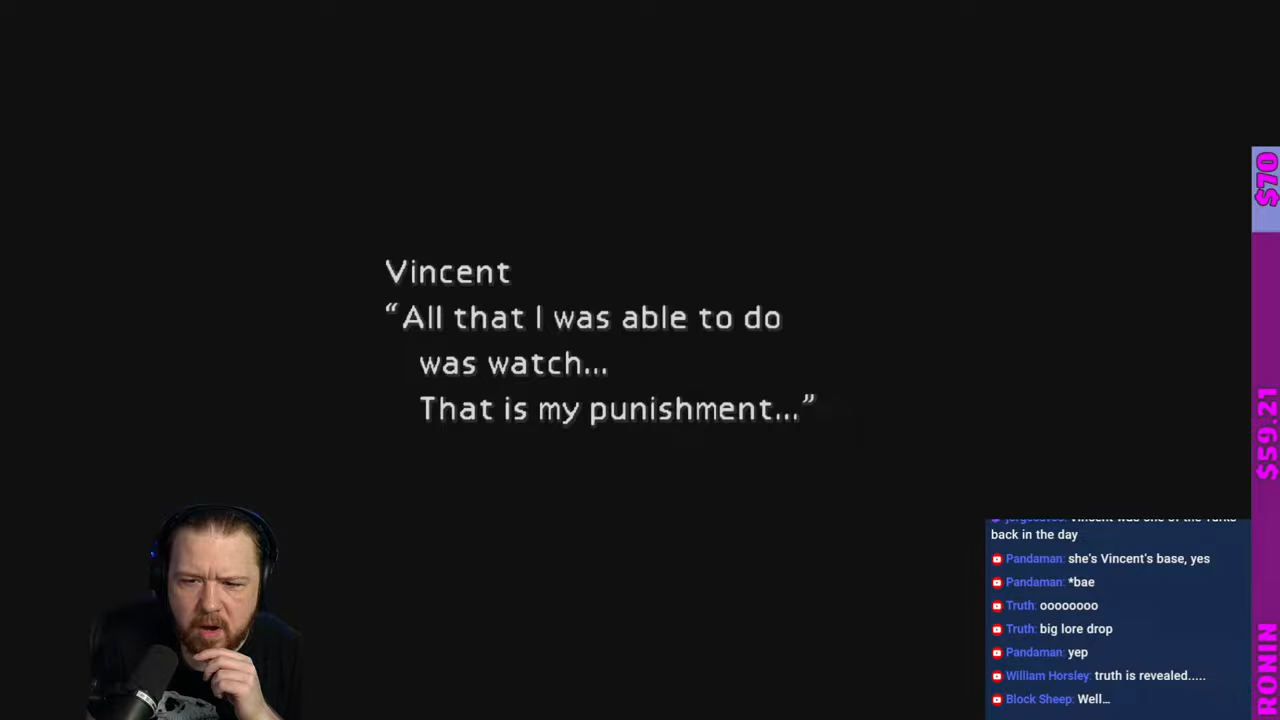 Vincent
“All that I was able to do
was watch...
That is my punishment...”
$70
$59.21
RONIN
back in the day
Pandaman: she's Vincent's base, yes
Pandaman: *bae
Truth: oooooooo
Truth: big lore drop
Pandaman: yep
William Horsley: truth is revealed.....
Block Sheep: Well...